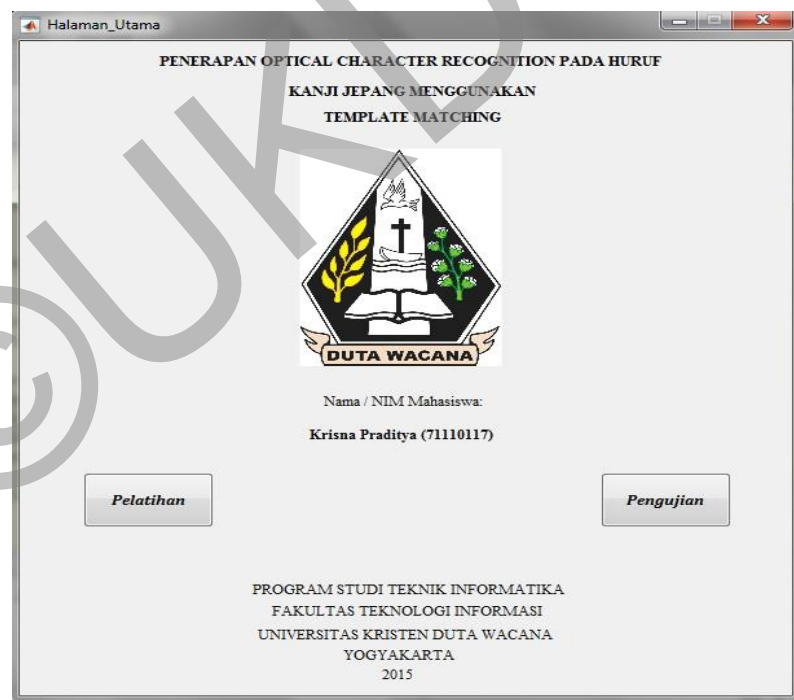 Halaman_Utama
PENERAPAN OPTICAL CHARACTER RECOGNITION PADA HURUF
KANJI JEPANG MENGGUNAKAN
TEMPLATE MATCHING
DUTA WACANA
Nama / NIM Mahasiswa:
Krisna Praditya (71110117)
Pelatihan
Pengujian
PROGRAM STUDI TEKNIK INFORMATIKA
FAKULTAS TEKNOLOGI INFORMASI
UNIVERSITAS KRISTEN DUTA WACANA
YOGYAKARTA
2015
©UKD